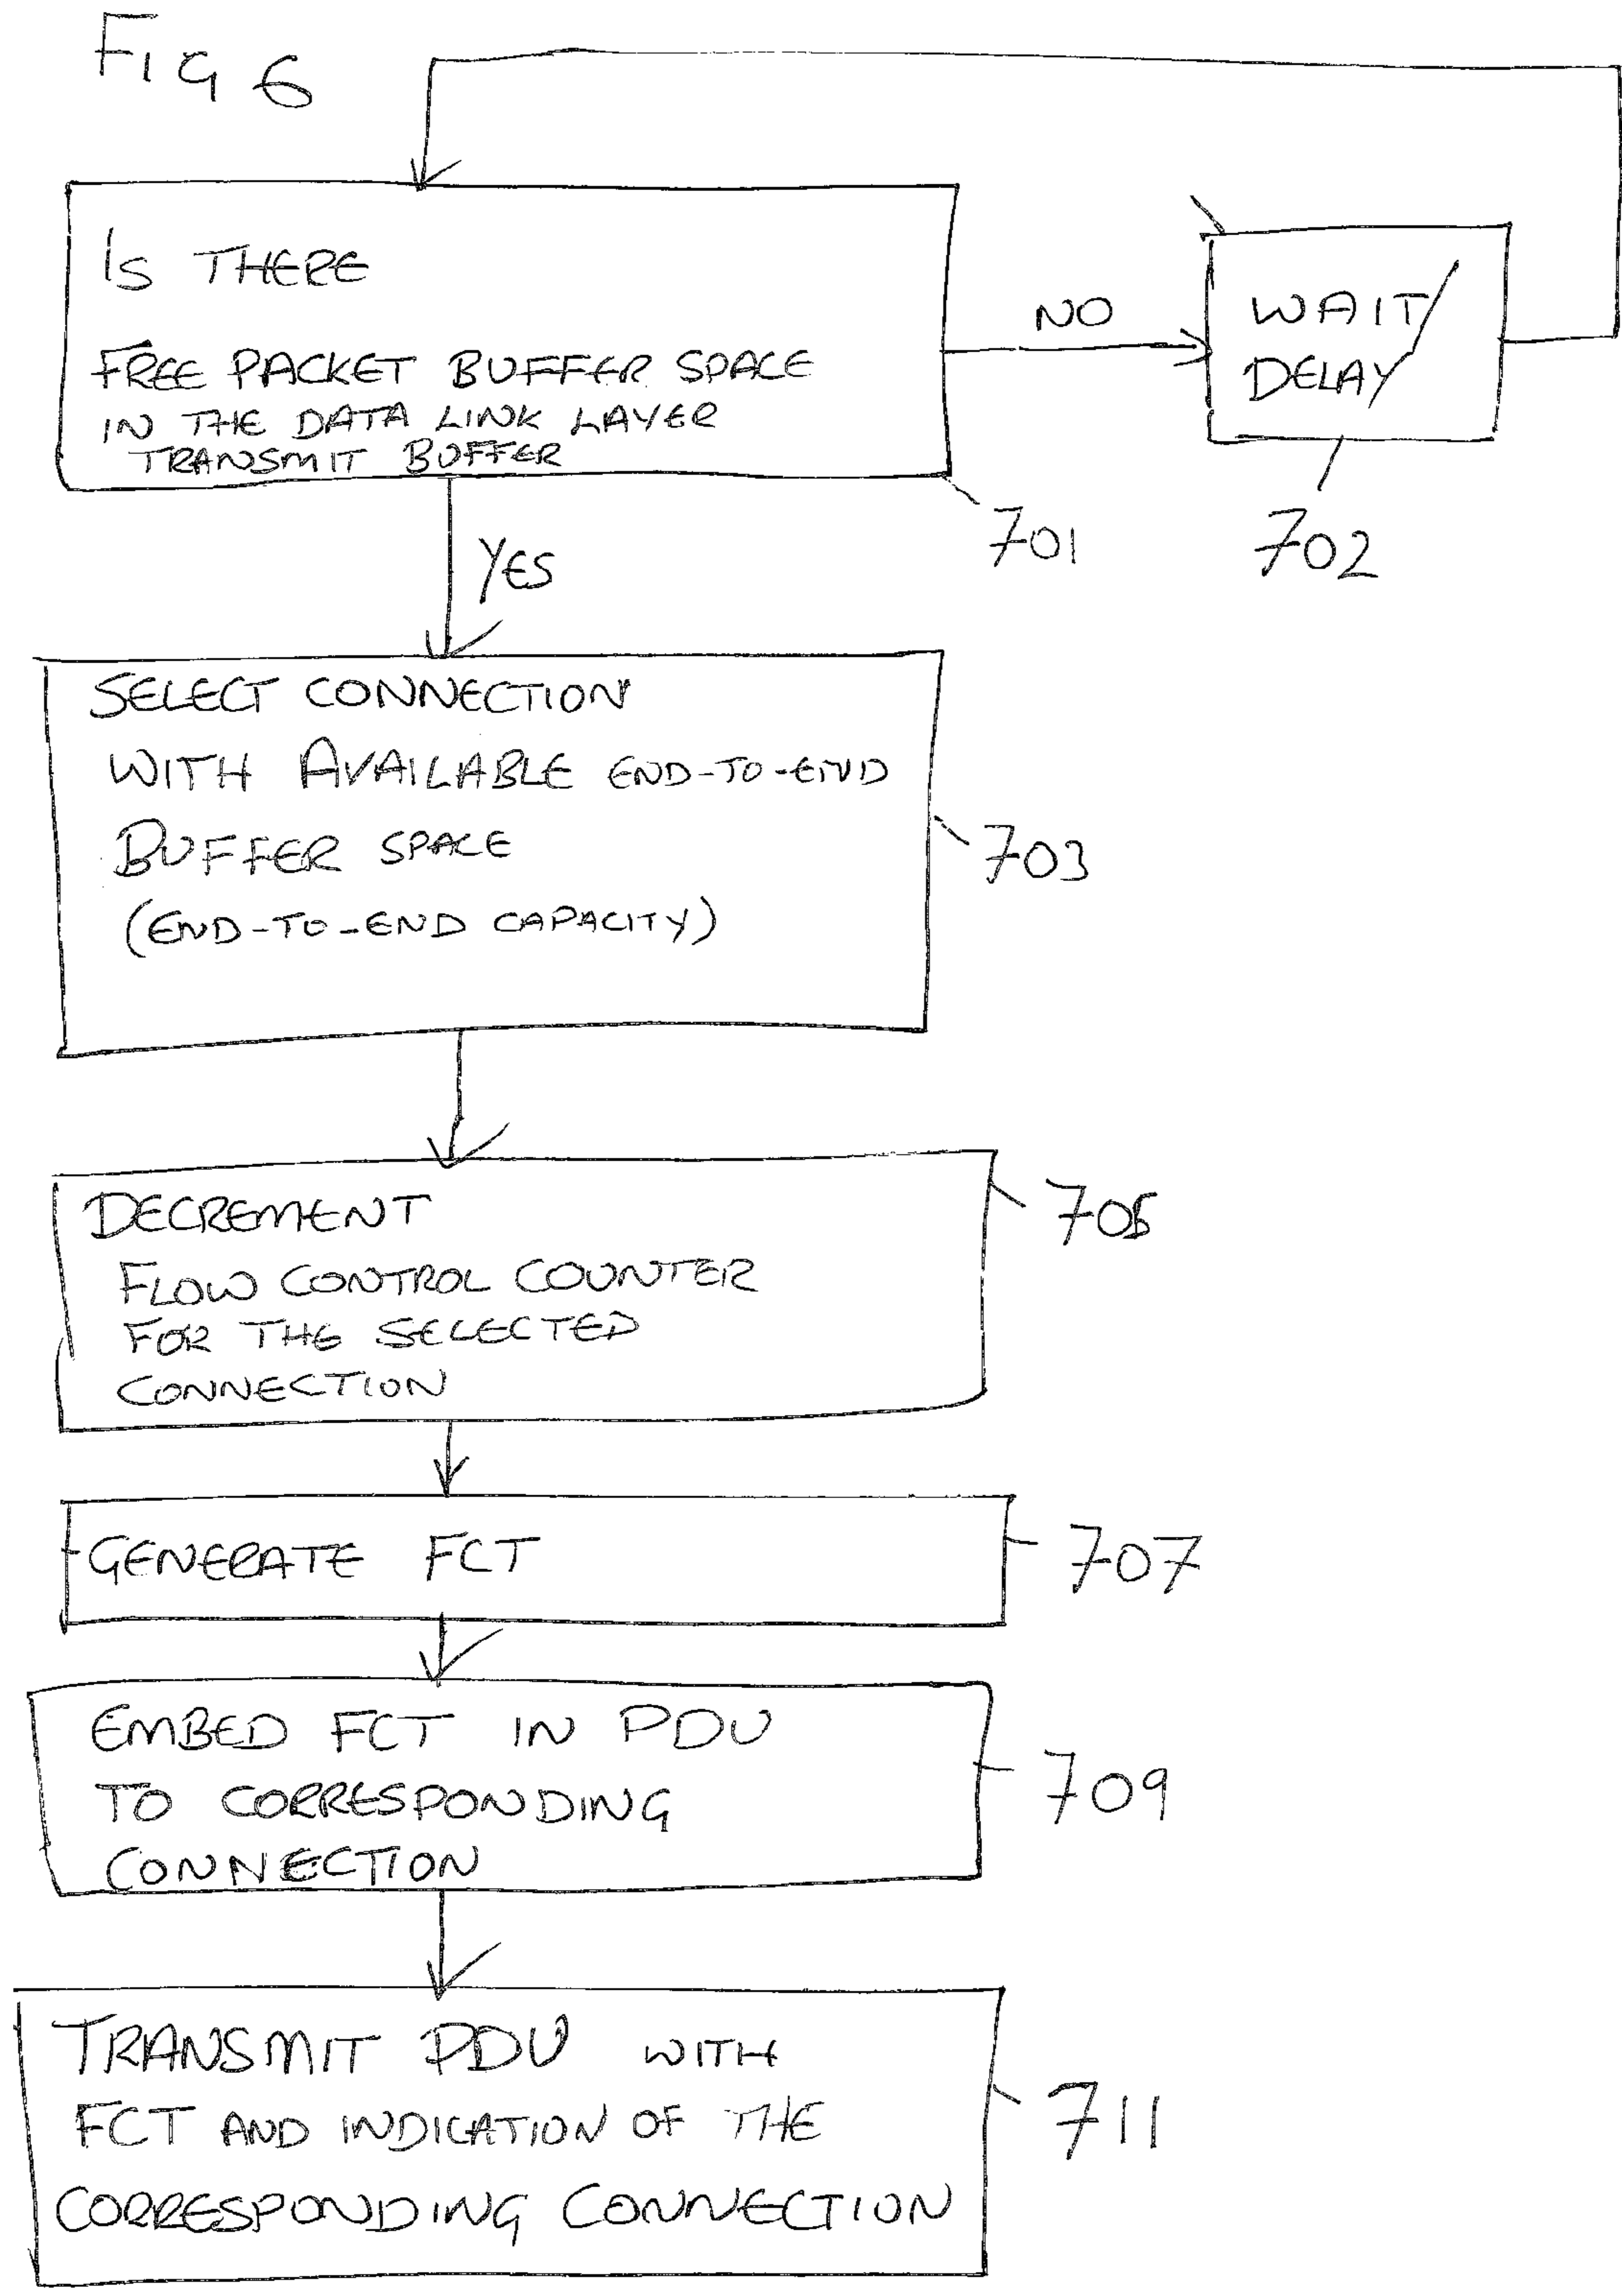 FIG 6
IS THERE
FREE PACKET BUFFER SPACE
IN THE DATA LINK LAYER
TRANSMIT BUFFER
NO
WAIT/
DELAY
701
702
YES
SELECT CONNECTION
WITH AVAILABLE END-TO-END
BUFFER SPACE
(END-TO-END CAPACITY)
703
DECREMENT
FLOW CONTROL COUNTER
FOR THE SELECTED
CONNECTION
705
GENERATE FCT
707
EMBED FCT IN PDU
TO CORRESPONDING
CONNECTION
709
TRANSMIT PDU WITH
FCT AND INDICATION OF THE
CORRESPONDING CONNECTION
711